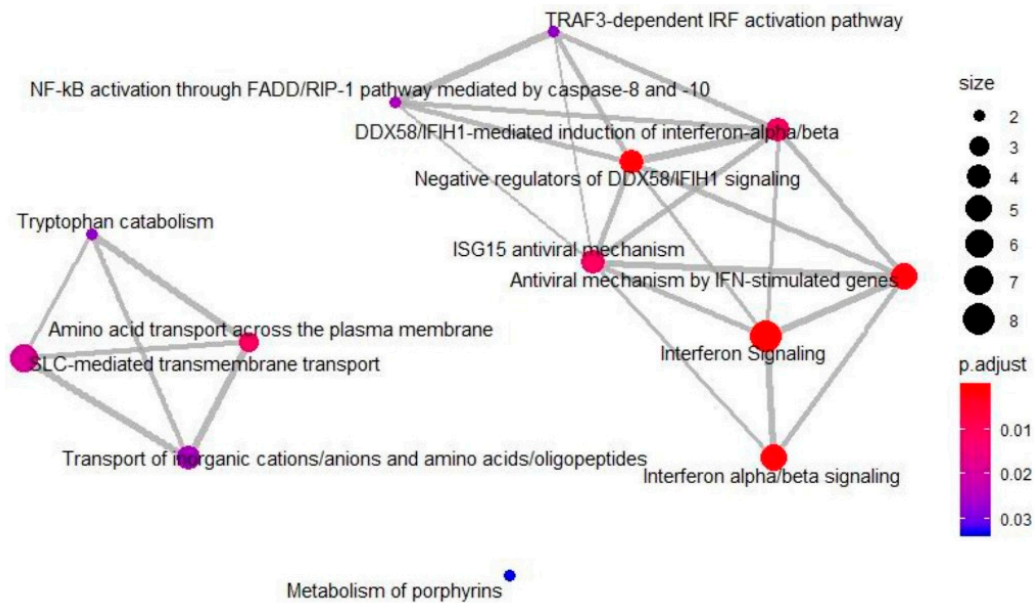 TRAF3-dependent IRF activation pathway
NF-kB activation through FADD/RIP-1 pathway mediated by caspase-8 and -10
DDX58/IFIH1-mediated induction of interferon-alpha/beta
Negative regulators of DDX58/IFIH1 signaling
Tryptophan catabolism
ISG15 antiviral mechanism
Antiviral mechanism by IFN-stimulated genes
Amino acid transport across the plasma membrane
SLC-mediated transmembrane transport
Interferon Signaling
Transport of inorganic cations/anions and amino acids/oligopeptides
Interferon alpha/beta signaling
Metabolism of porphyrins
size
2
3
4
5
6
7
8
p.adjust
0.01
0.02
0.03